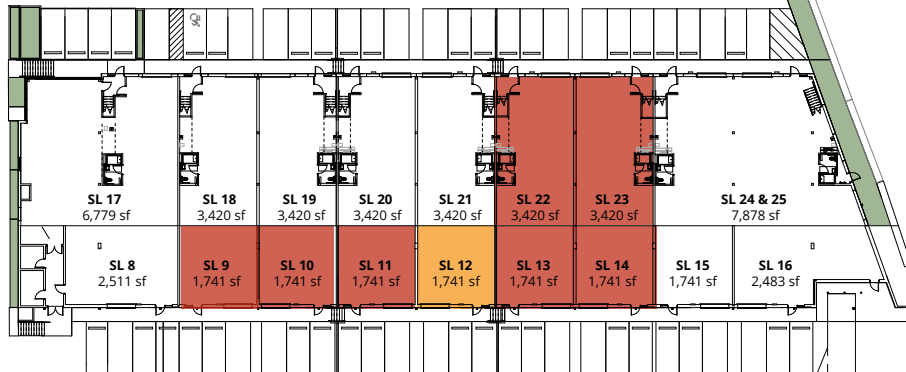 SL 17
6,779 sf
SL 18
3,420 sf
SL 19
3,420 sf
SL 20
3,420 sf
SL 21
3,420 sf
SL 22
3,420 sf
SL 23
3,420 sf
SL 24 & 25
7,878 sf
SL 8
2,511 sf
SL 9
1,741 sf
SL 10
1,741 sf
SL 11
1,741 sf
SL 12
1,741 sf
SL 13
1,741 sf
SL 14
1,741 sf
SL 15
1,741 sf
SL 16
2,483 sf